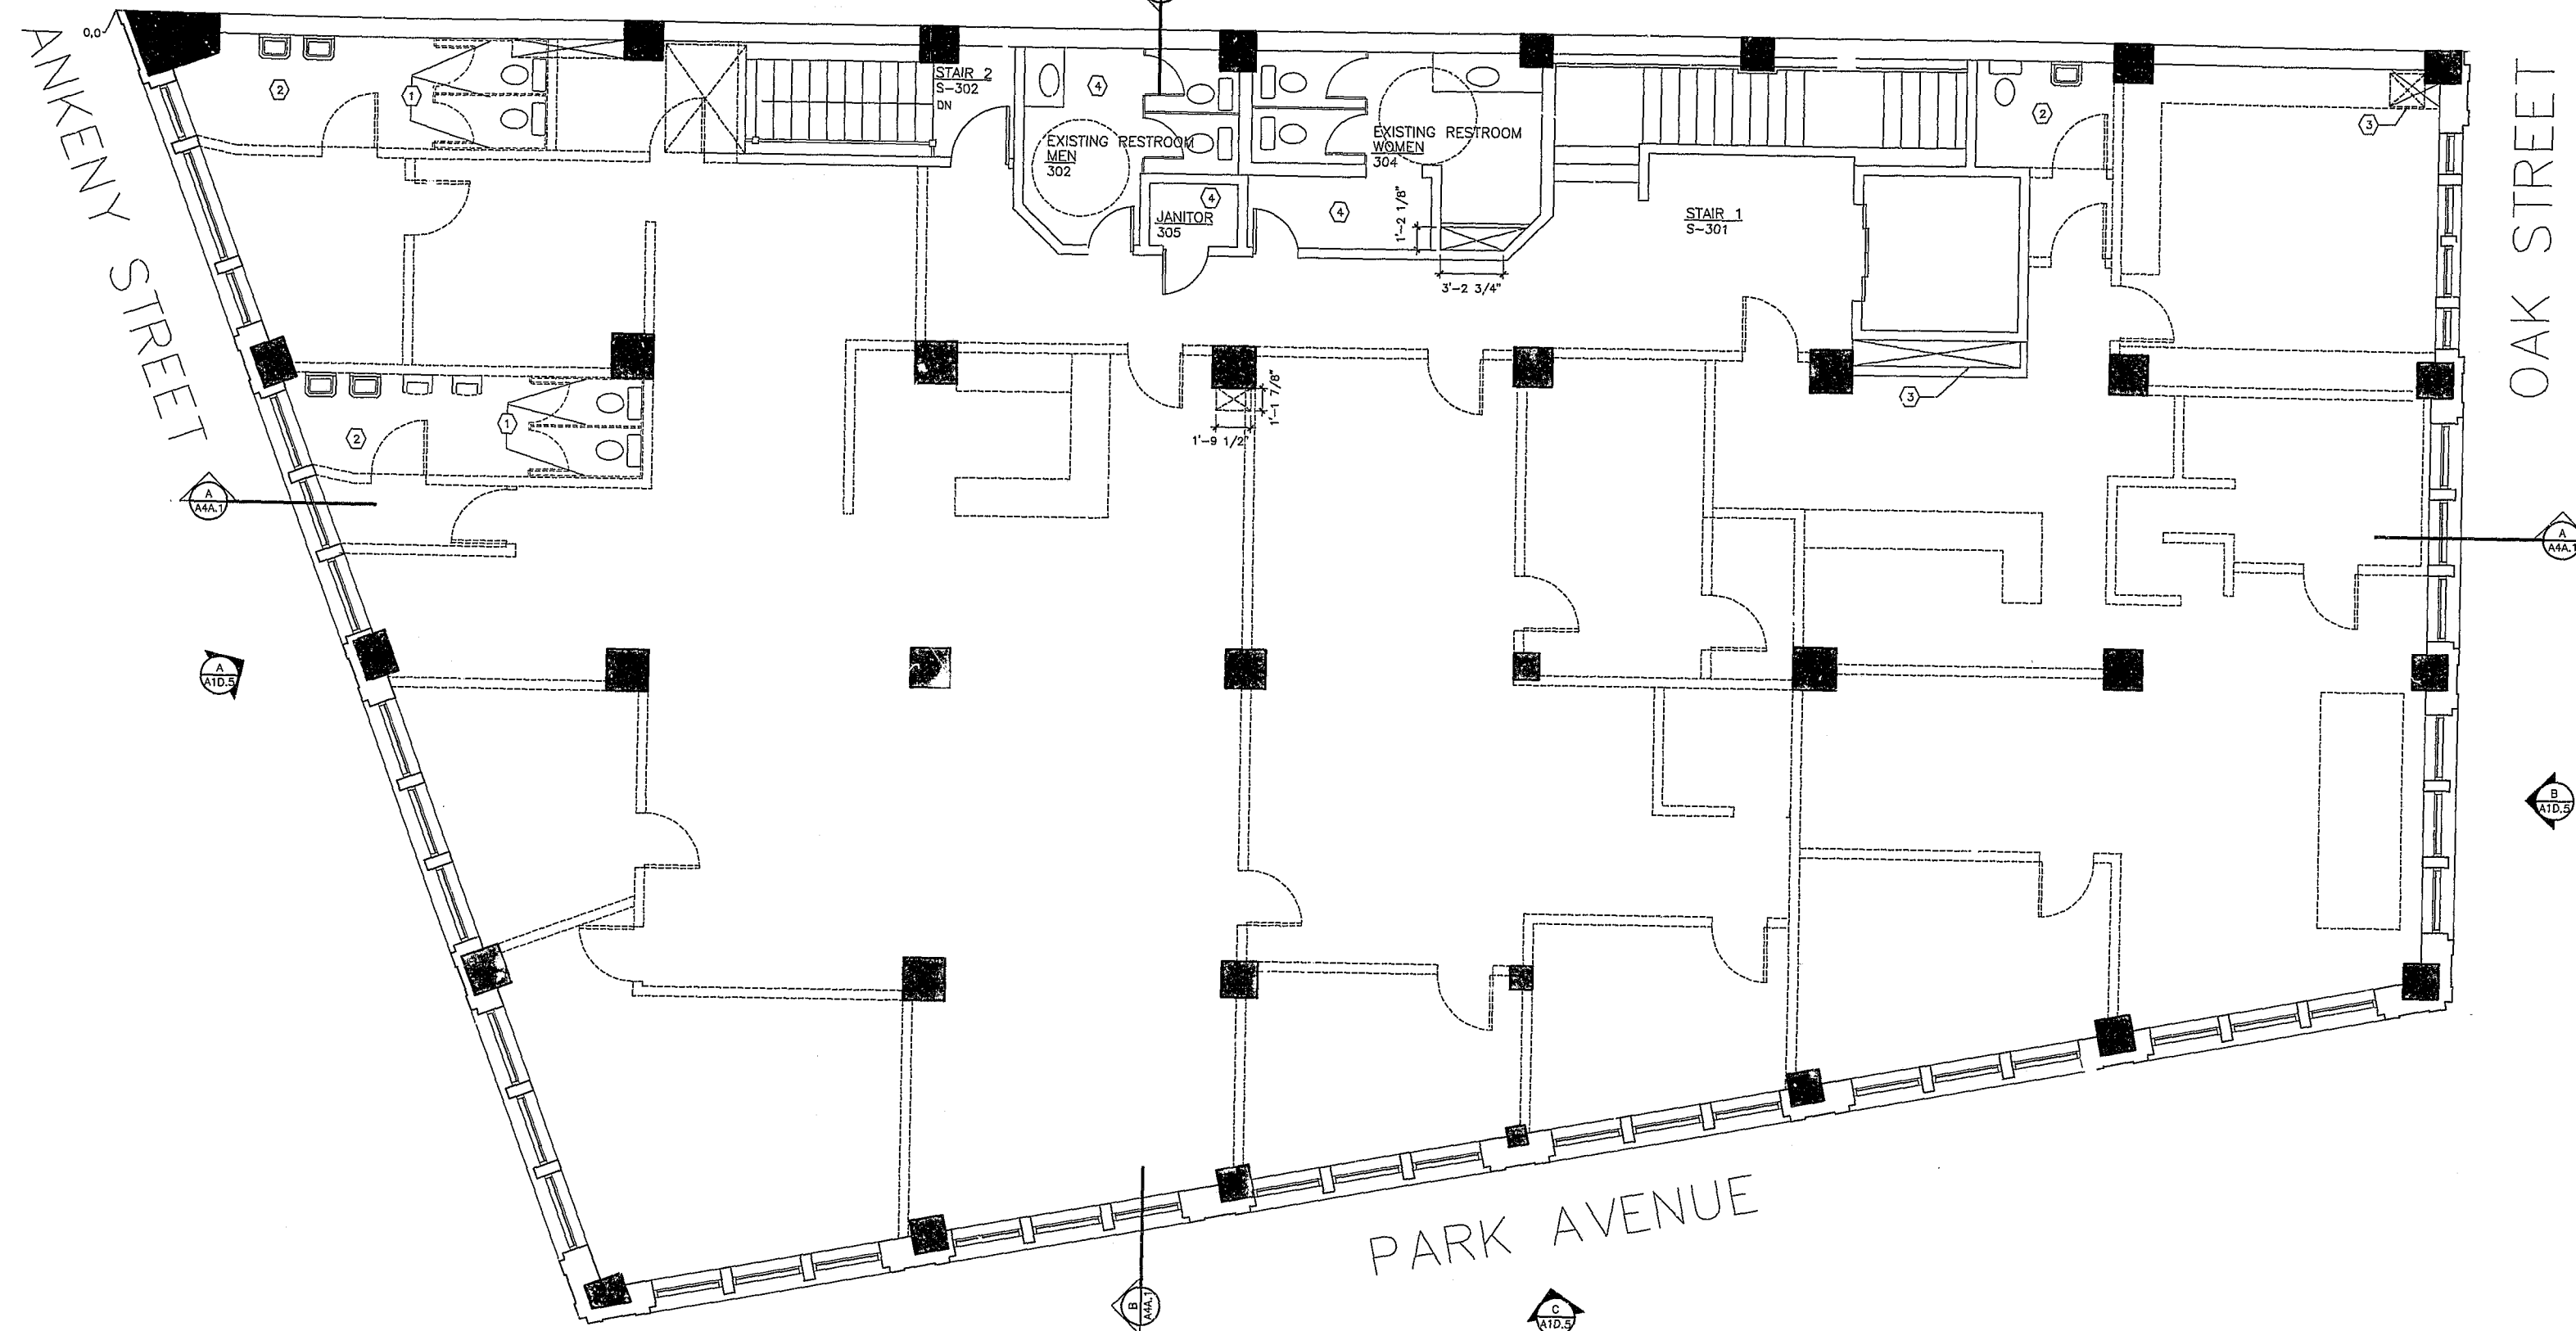 0,0
ANKENY STREET
OAK STREET
PARK AVENUE
STAIR 2
S-302
DN
EXISTING RESTROOM
MEN
302
EXISTING RESTROOM
WOMEN
304
JANITOR
305
STAIR 1
S-301
1'-2 1/8"
3'-2 3/4"
1'-1 7/8"
1'-9 1/2"
2
1
4
4
4
2
3
2
1
3
A
A4A.1
A
A4A.1
A
A1D.5
B
A1D.5
B
A4A.1
C
A1D.5